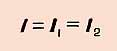 I = I₁ = I₂